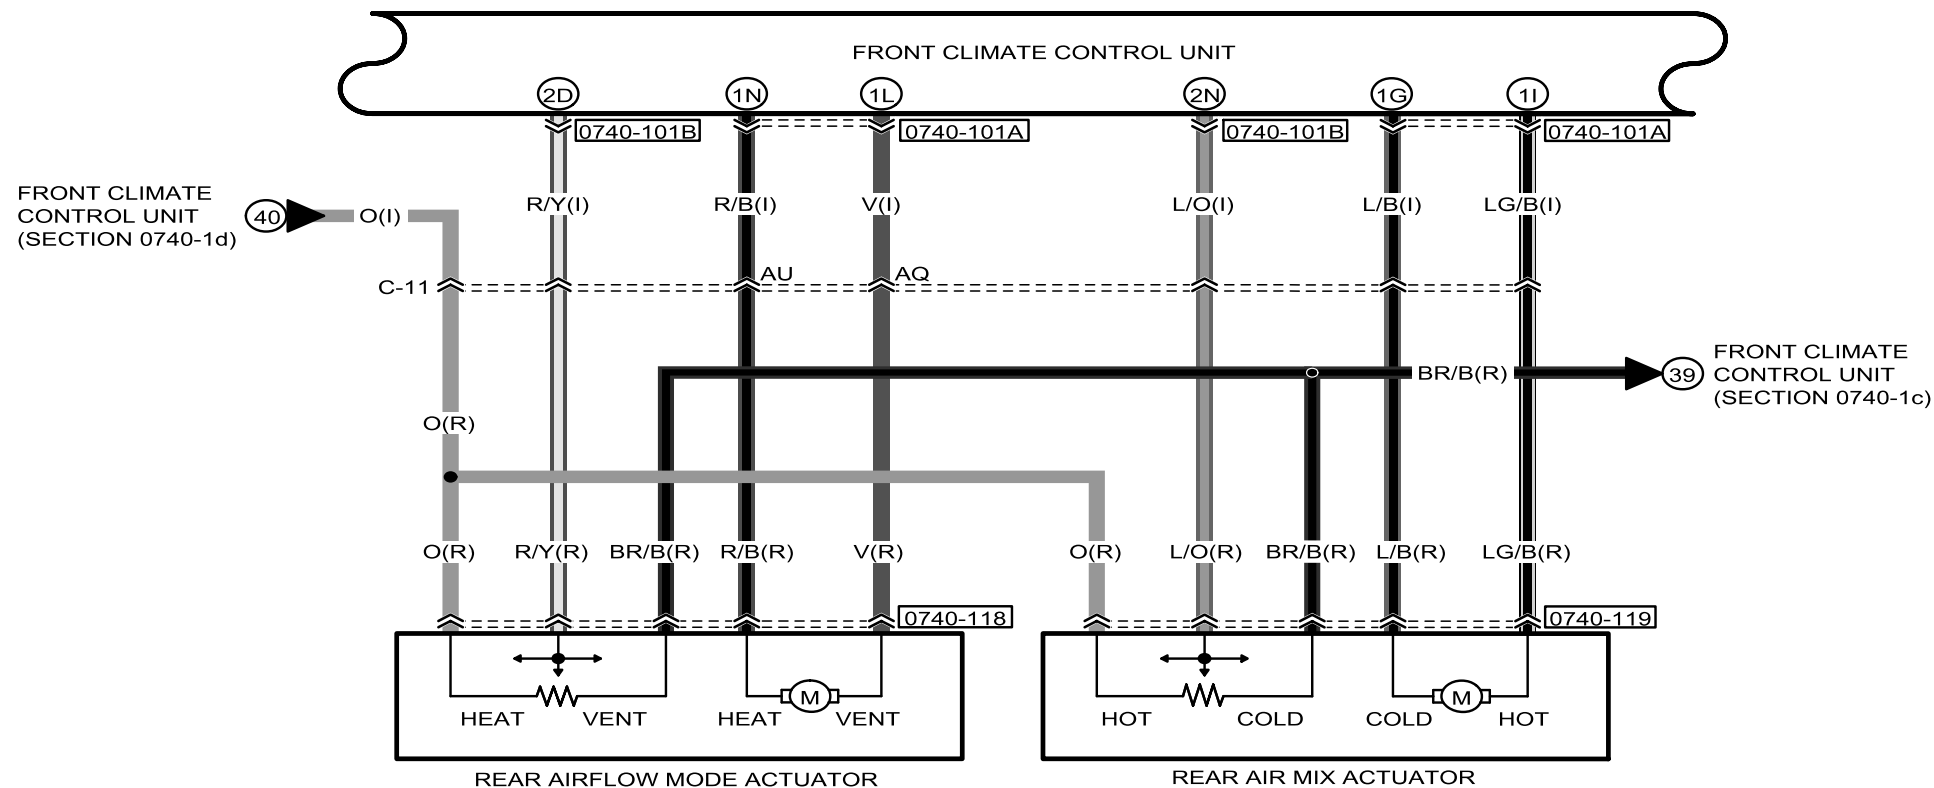 FRONT CLIMATE CONTROL UNIT
2D 1N 1L 2N 1G 1I
0740-101B 0740-101A 0740-101B 0740-101A
FRONT CLIMATE
CONTROL UNIT
(SECTION 0740-1d)
40
O(I)
R/Y(I) R/B(I) V(I) L/O(I) L/B(I) LG/B(I)
C-11
AU AQ
BR/B(R)
39
FRONT CLIMATE
CONTROL UNIT
(SECTION 0740-1c)
O(R)
O(R) R/Y(R) BR/B(R) R/B(R) V(R) O(R) L/O(R) BR/B(R) L/B(R) LG/B(R)
0740-118 0740-119
M M
HEAT VENT HEAT VENT HOT COLD COLD HOT
REAR AIRFLOW MODE ACTUATOR
REAR AIR MIX ACTUATOR